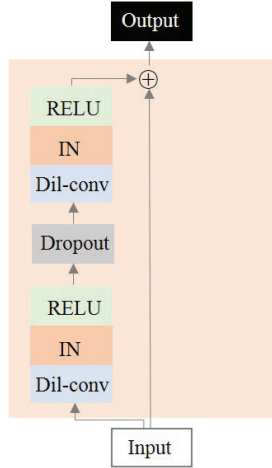 Output
RELU
IN
Dil-conv
Dropout
RELU
IN
Dil-conv
Input